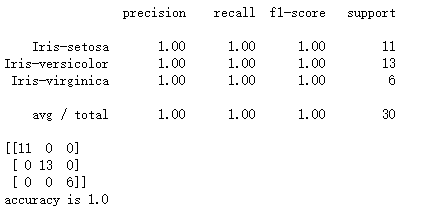 precision recall f1-score support
Iris-setosa 1.00 1.00 1.00 11
Iris-versicolor 1.00 1.00 1.00 13
Iris-virginica 1.00 1.00 1.00 6
avg / total 1.00 1.00 1.00 30
[[11 0 0]
[ 0 13 0]
[ 0 0 6]]
accuracy is 1.0